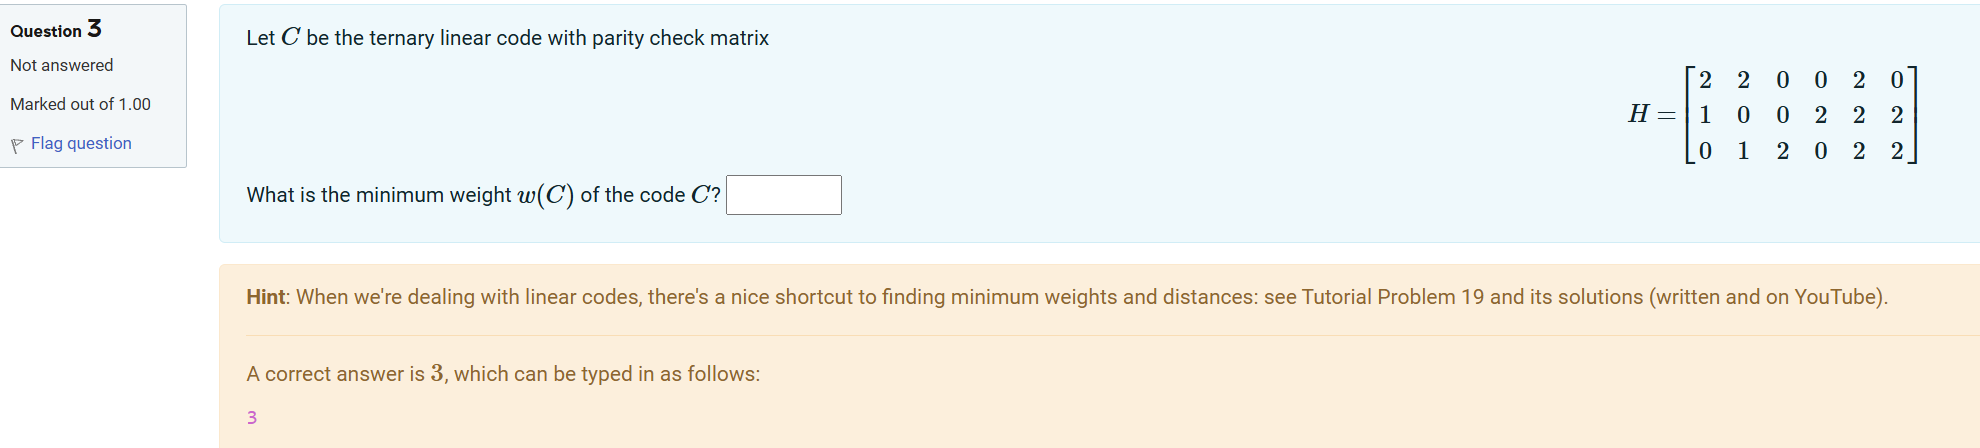 Question 3
Not answered
Marked out of 1.00
Flag question
Let C be the ternary linear code with parity check matrix
H = [2 2 0 0 2 0
1 0 0 2 2 2
0 1 2 0 2 2]
What is the minimum weight w(C) of the code C?
Hint: When we're dealing with linear codes, there's a nice shortcut to finding minimum weights and distances: see Tutorial Problem 19 and its solutions (written and on YouTube).
A correct answer is 3, which can be typed in as follows:
3